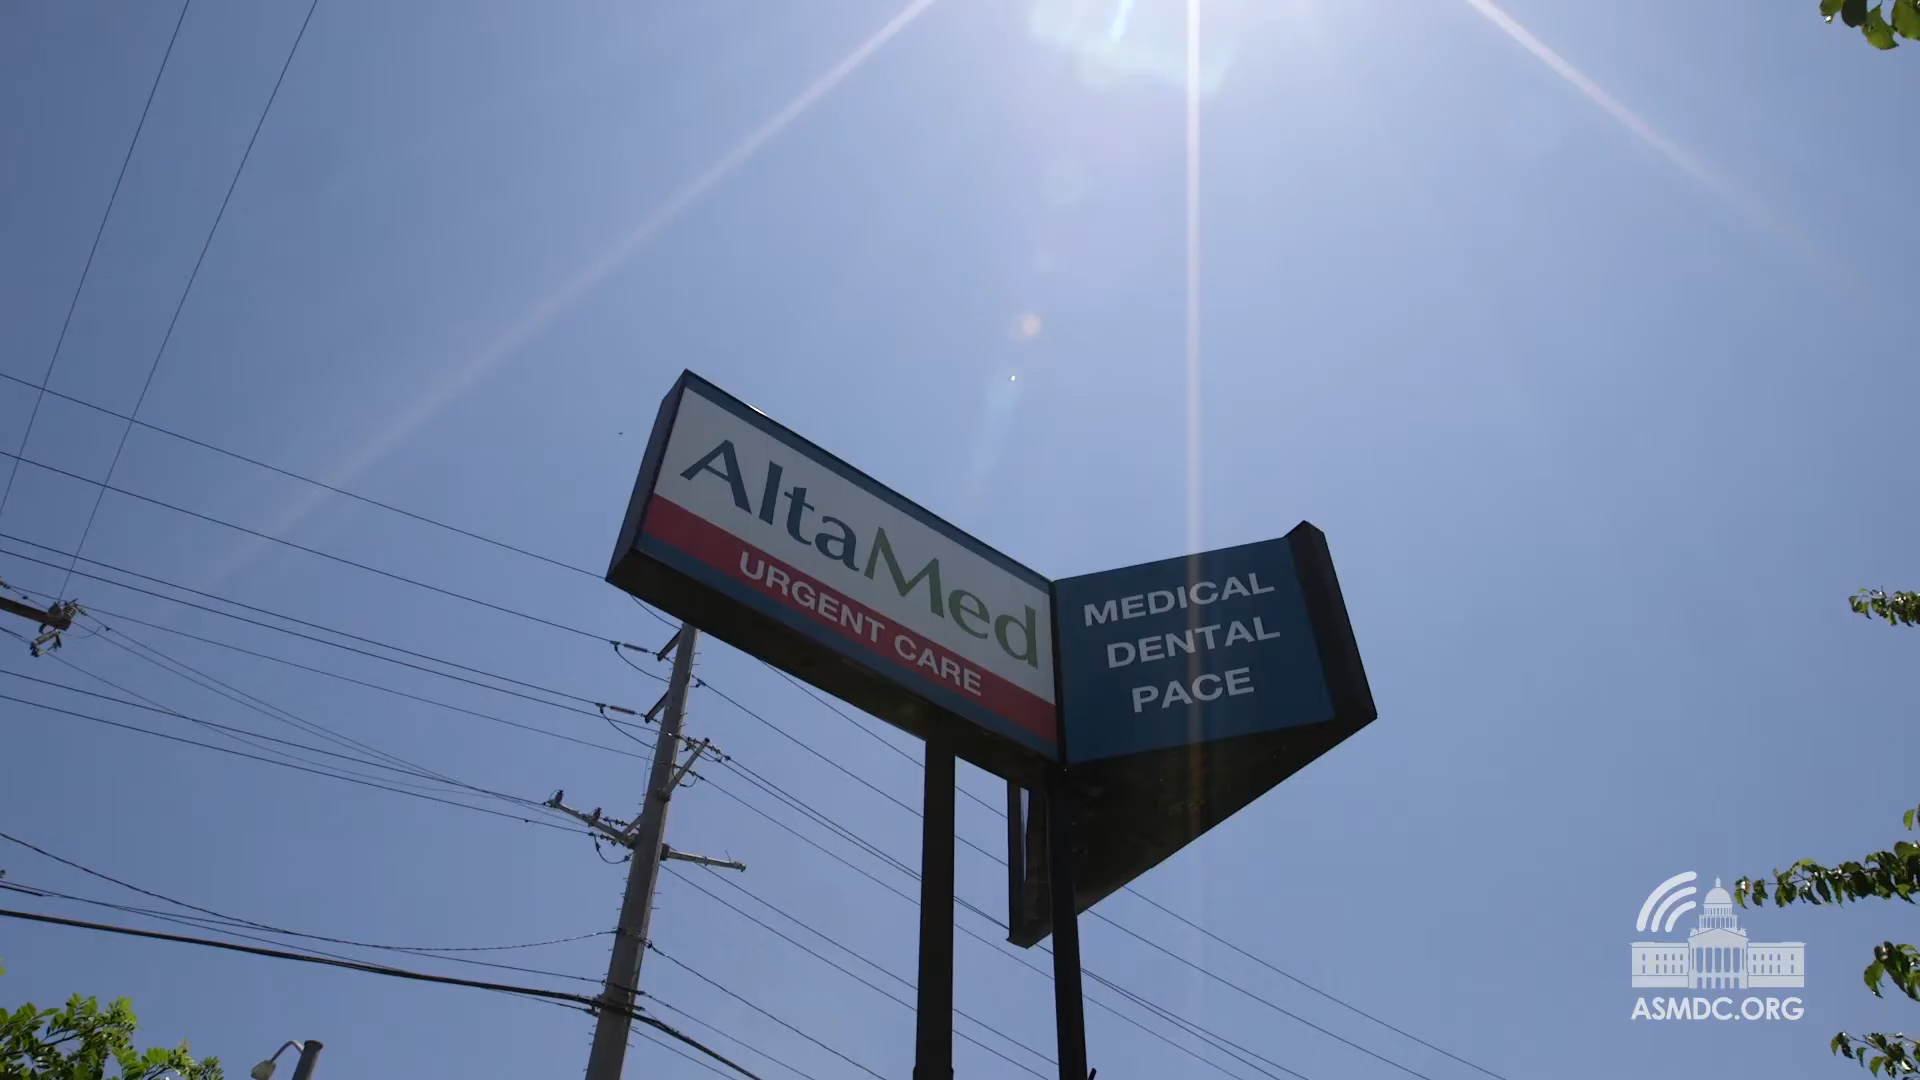 AltaMed
URGENT CARE
MEDICAL
DENTAL
PACE
ASMDC.ORG